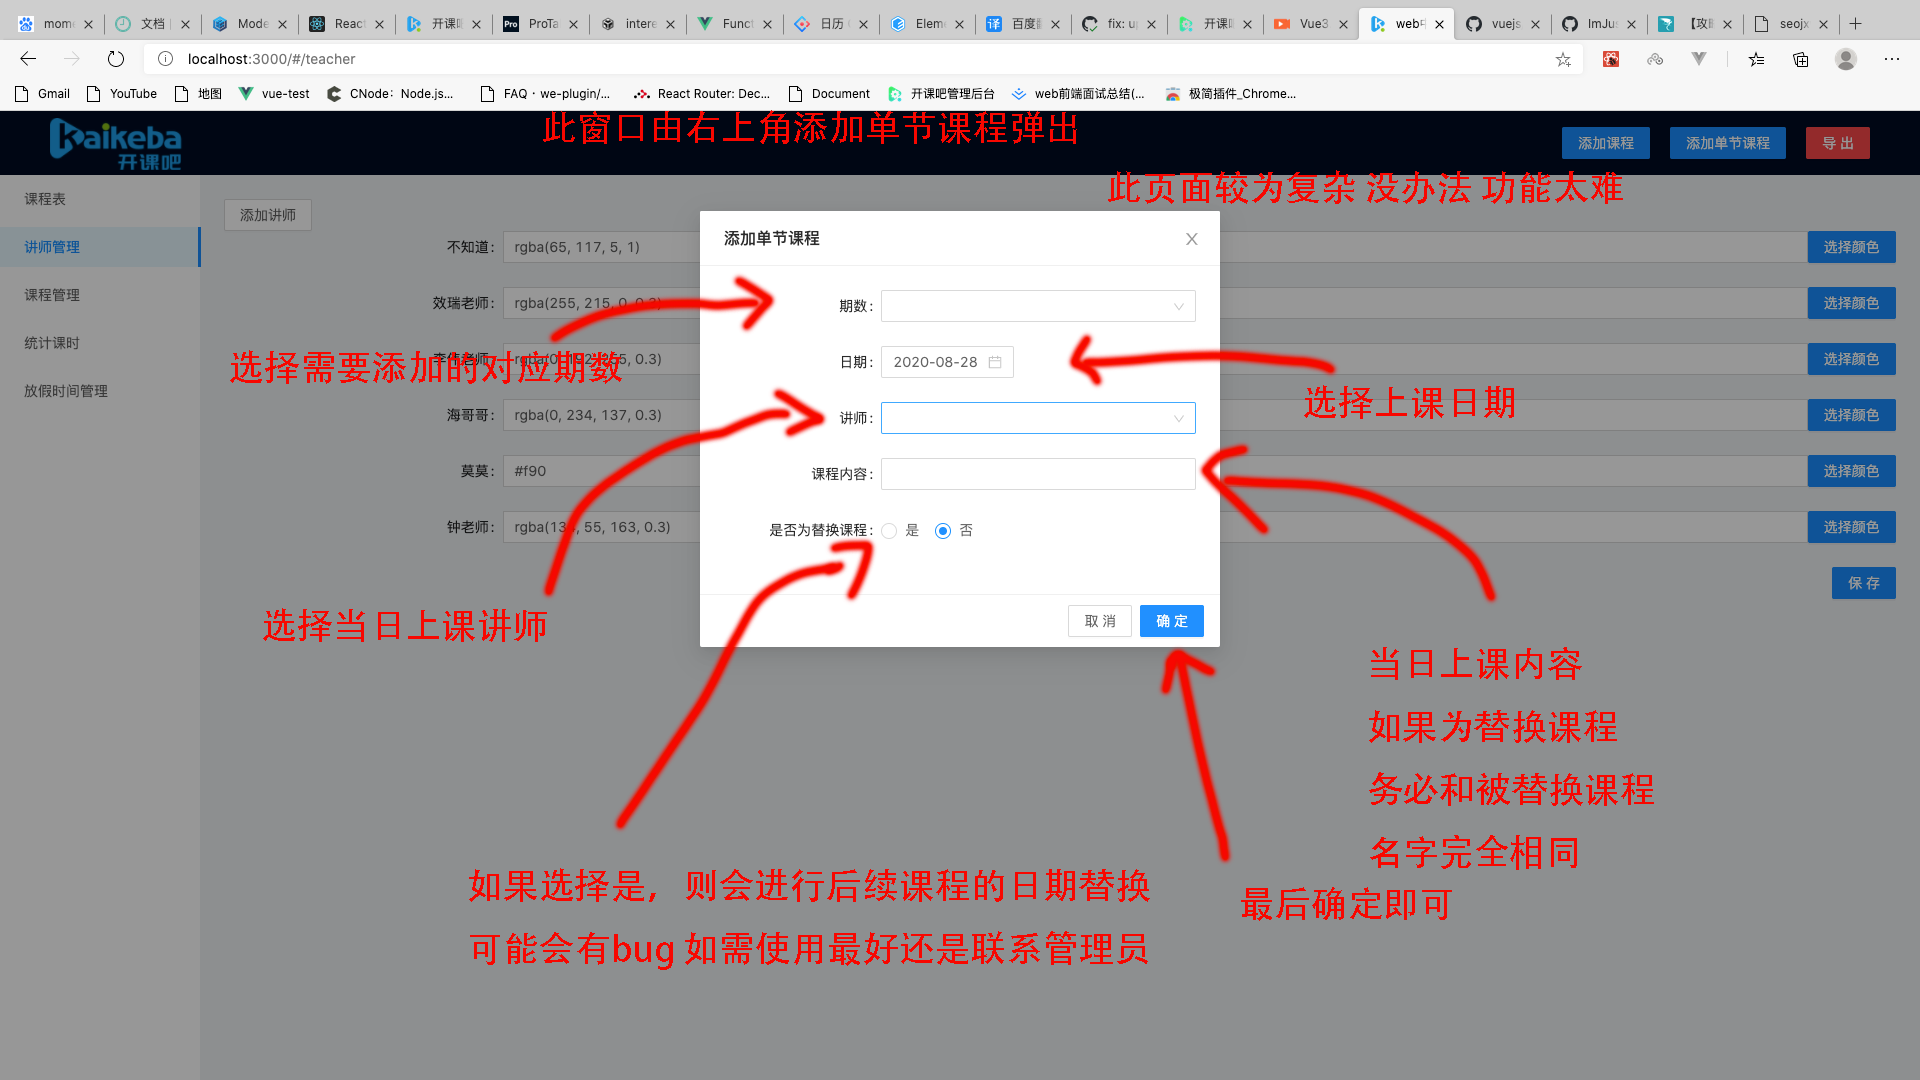 mom
文档
Mode
React
开课吧
ProTa
intere
Funct
日历
Eleme
百度翻
fix: u
开课吧
Vue3
web
vuejs
ImJu
【攻略
seojx
localhost:3000/#/teacher
Gmail
YouTube
地图
vue-test
CNode：Node.js...
FAQ · we-plugin/...
React Router: Dec...
Document
开课吧管理后台
web前端面试总结(...
极简插件_Chrome...
Kaikeba
开课吧
此窗口由右上角添加单节课程弹出
添加课程
添加单节课程
导 出
此页面较为复杂 没办法 功能太难
课程表
讲师管理
课程管理
统计课时
放假时间管理
添加讲师
不知道: rgba(65, 117, 5, 1) 选择颜色
效瑞老师: rgba(255, 215, 0, 0.3) 选择颜色
rgba(0, 192, 255, 0.3) 选择颜色
海哥哥: rgba(0, 234, 137, 0.3) 选择颜色
莫莫: #f90 选择颜色
钟老师: 55, 163, 0.3) 选择颜色
保 存
添加单节课程
期数:
日期: 2020-08-28
讲师:
课程内容:
是否为替换课程: 是 否
取 消
确 定
选择需要添加的对应期数
选择上课日期
选择当日上课讲师
当日上课内容
如果为替换课程
务必和被替换课程
名字完全相同
如果选择是，则会进行后续课程的日期替换
可能会有bug 如需使用最好还是联系管理员
最后确定即可